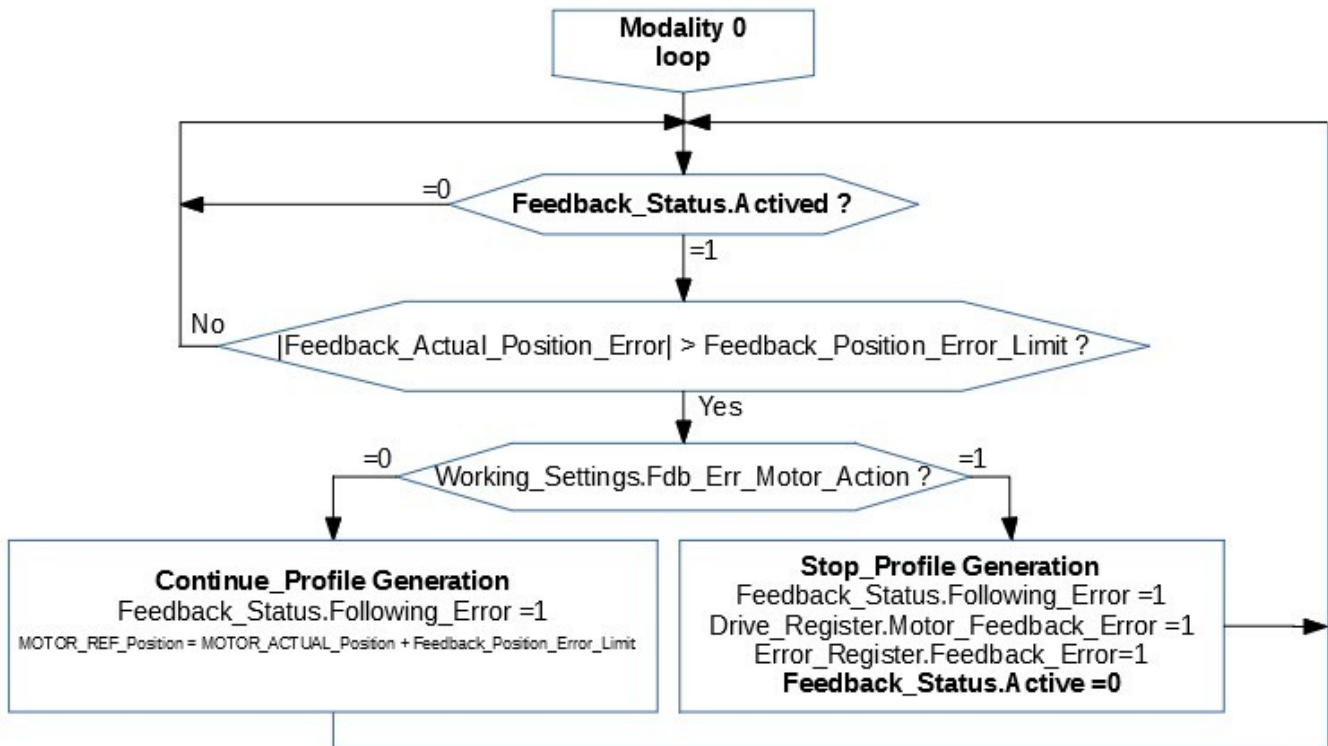 Modality 0
loop
=0
Feedback_Status.Actived ?
=1
No
|Feedback_Actual_Position_Error| > Feedback_Position_Error_Limit ?
Yes
=0
Working_Settings.Fdb_Err_Motor_Action ?
=1
Continue_Profile Generation
Feedback_Status.Following_Error =1
MOTOR_REF_Position = MOTOR_ACTUAL_Position + Feedback_Position_Error_Limit
Stop_Profile Generation
Feedback_Status.Following_Error =1
Drive_Register.Motor_Feedback_Error =1
Error_Register.Feedback_Error=1
Feedback_Status.Active =0